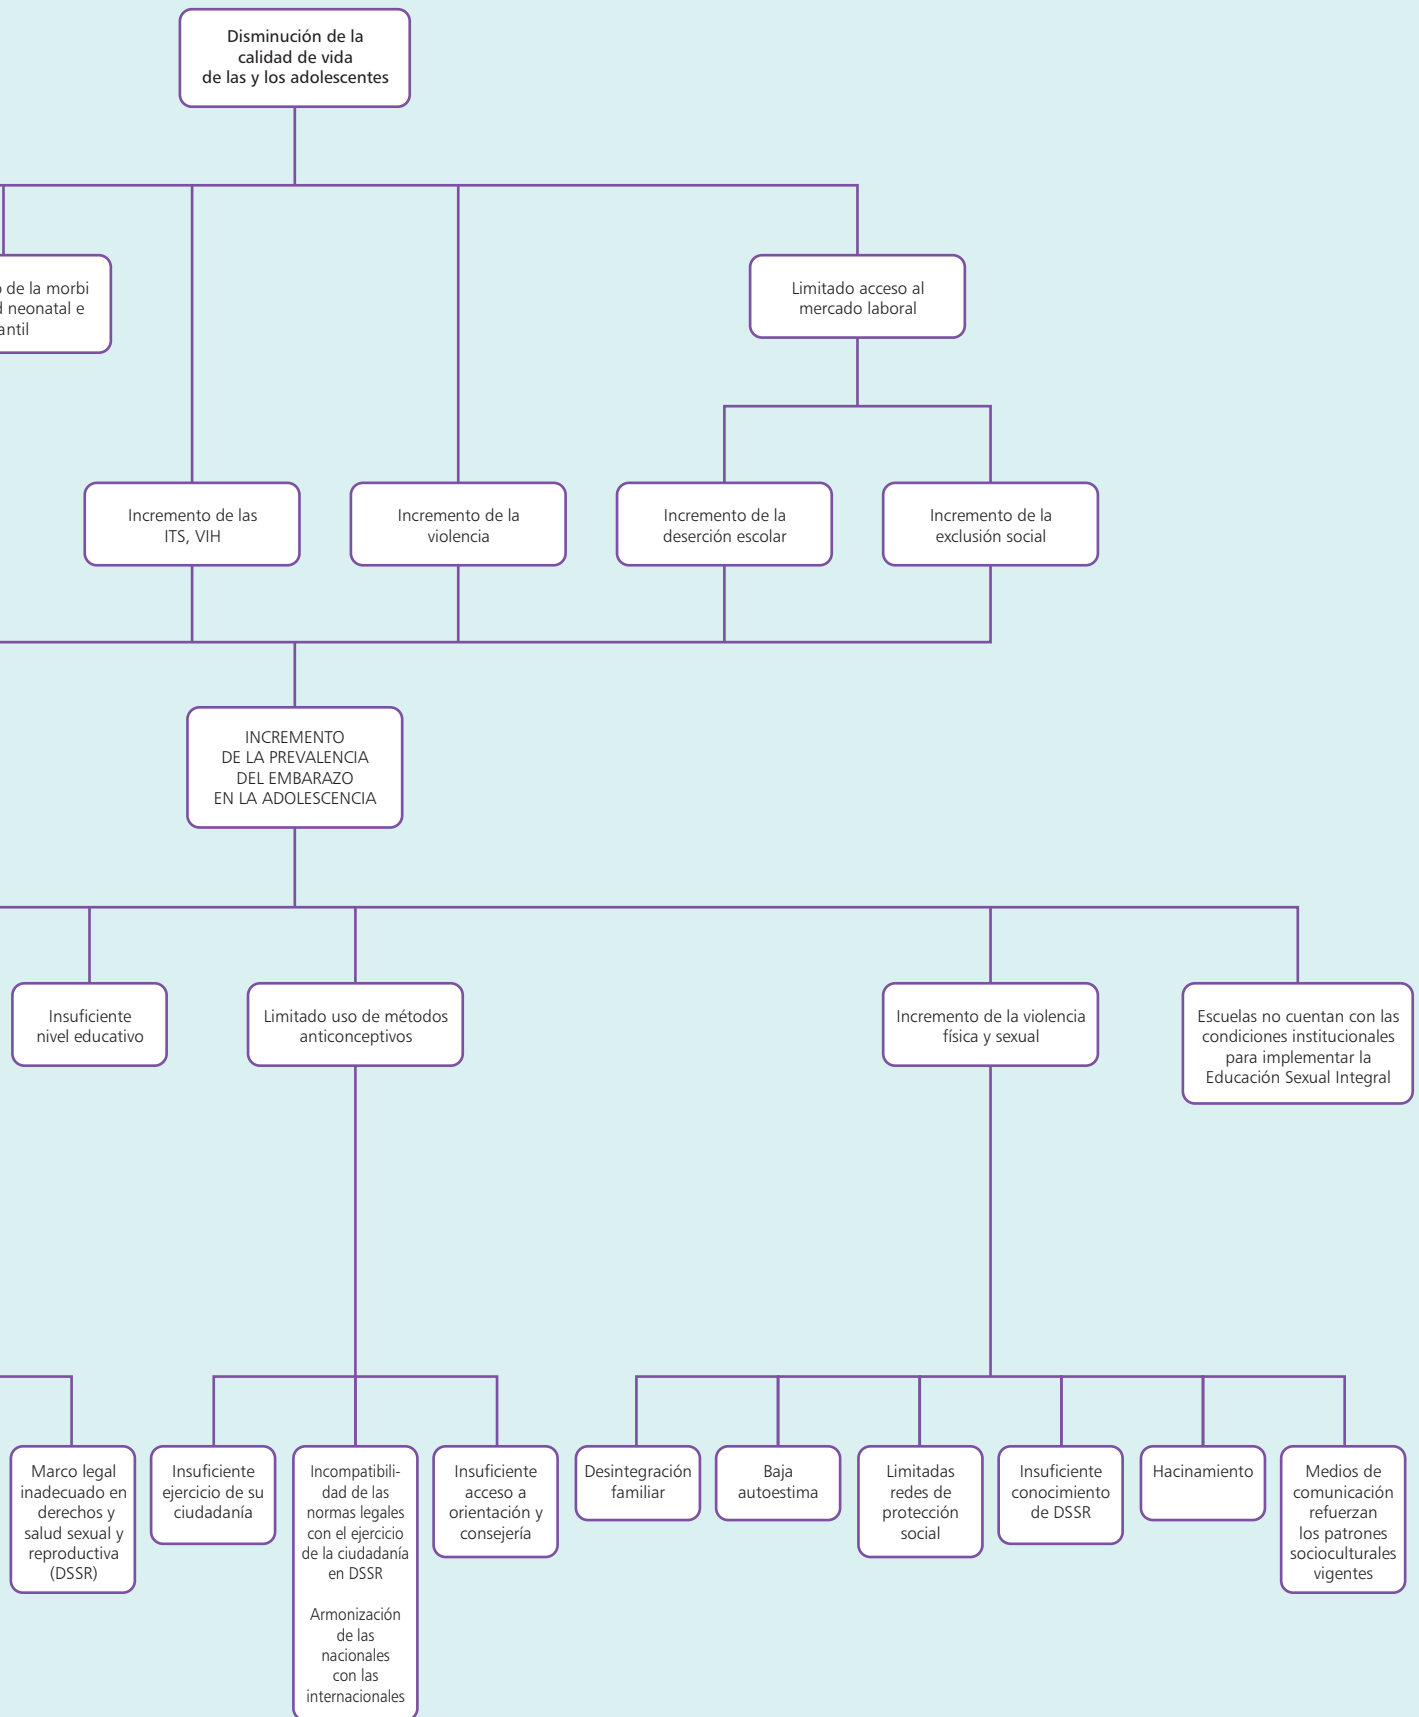 Disminución de la
calidad de vida
de las y los adolescentes
de la morbi
neonatal e
Limitado acceso al
mercado laboral
Incremento de las
ITS, VIH
Incremento de la
violencia
Incremento de la
deserción escolar
Incremento de la
exclusión social
INCREMENTO
DE LA PREVALENCIA
DEL EMBARAZO
EN LA ADOLESCENCIA
Insuficiente
nivel educativo
Limitado uso de métodos
anticonceptivos
Incremento de la violencia
física y sexual
Escuelas no cuentan con las
condiciones institucionales
para implementar la
Educación Sexual Integral
Marco legal
inadecuado en
derechos y
salud sexual y
reproductiva
(DSSR)
Insuficiente
ejercicio de su
ciudadanía
Incompatibili-
dad de las
normas legales
con el ejercicio
de la ciudadanía
en DSSR
Armonización
de las
nacionales
con las
internacionales
Insuficiente
acceso a
orientación y
consejería
Desintegración
familiar
Baja
autoestima
Limitadas
redes de
protección
social
Insuficiente
conocimiento
de DSSR
Hacinamiento
Medios de
comunicación
refuerzan
los patrones
socioculturales
vigentes